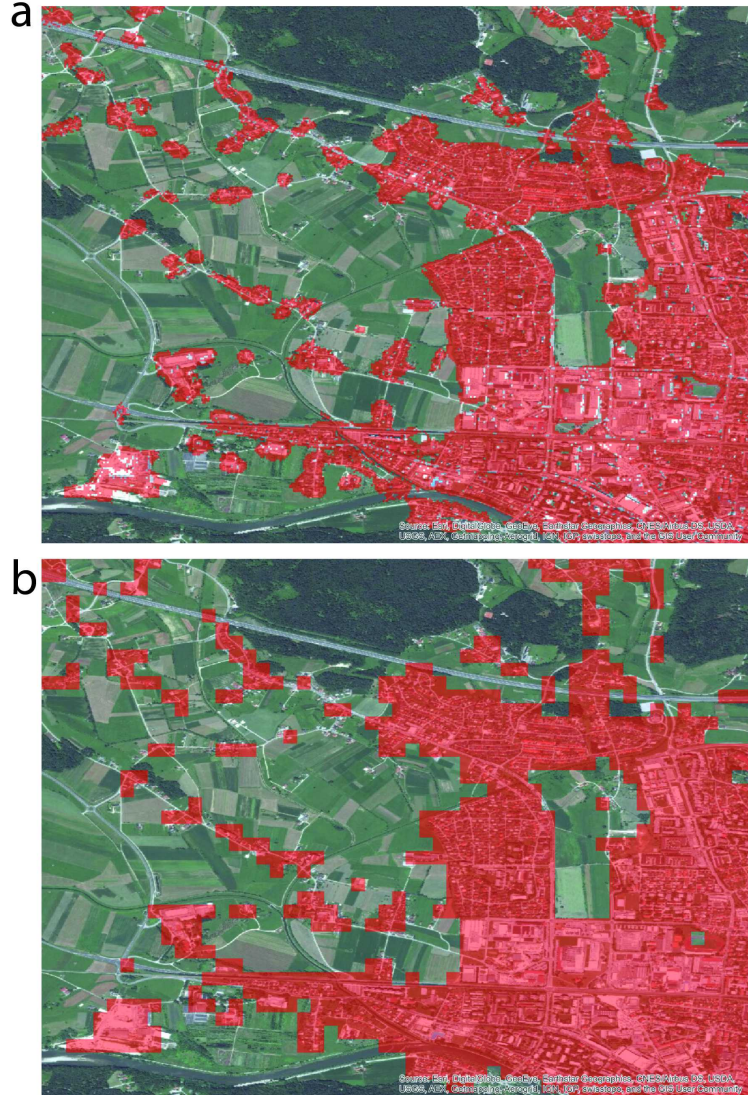 a
Source: Esri, DigitalGlobe, GeoEye, Earthstar Geographics, CNES/Airbus DS, USDA,
USGS, AEX, Getmapping, Aerogrid, IGN, IGP, swisstopo, and the GIS User Community
b
Source: Esri, DigitalGlobe, GeoEye, Earthstar Geographics, CNES/Airbus DS, USDA,
USGS, AEX, Getmapping, Aerogrid, IGN, IGP, swisstopo, and the GIS User Community